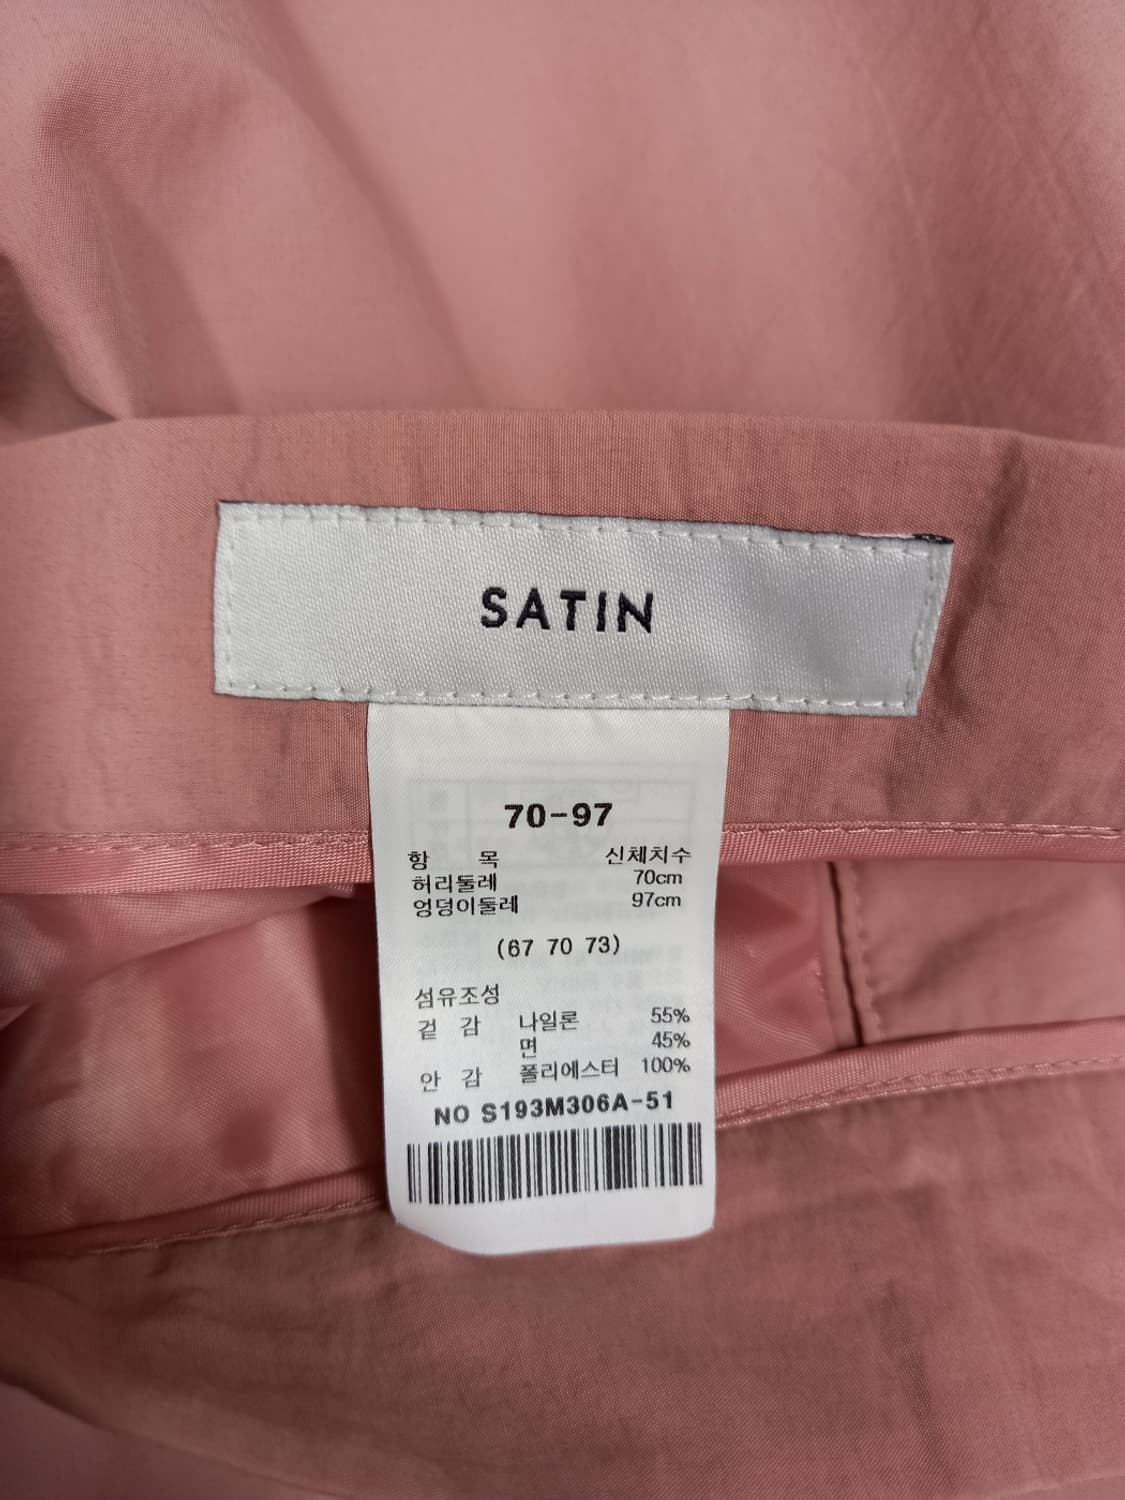 SATIN
70-97
항 목 신체치수
허리둘레 70cm
엉덩이둘레 97cm
(67 70 73)
섬유조성
겉 감 나일론 55%
면 45%
안 감 폴리에스터 100%
NO S193M306A-51